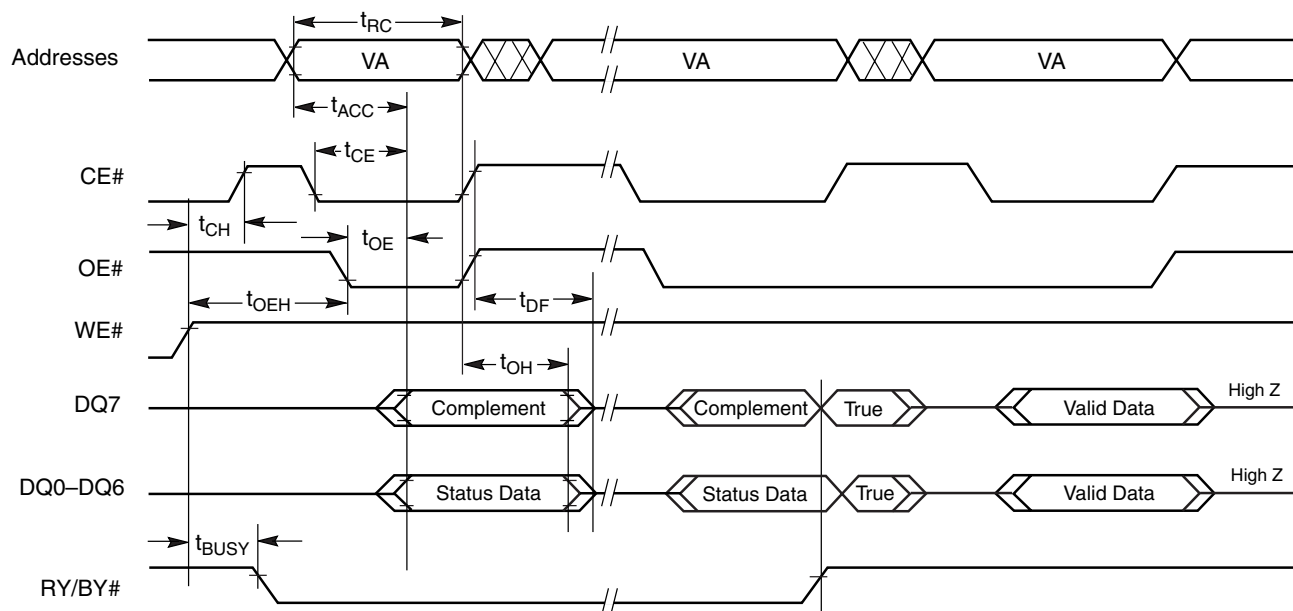 tRC
Addresses VA VA VA
tACC
tCE
CE#
tCH tOE
OE#
tOEH tDF
WE#
tOH
DQ7 Complement Complement True Valid Data High Z
DQ0–DQ6 Status Data Status Data True Valid Data High Z
tBUSY
RY/BY#